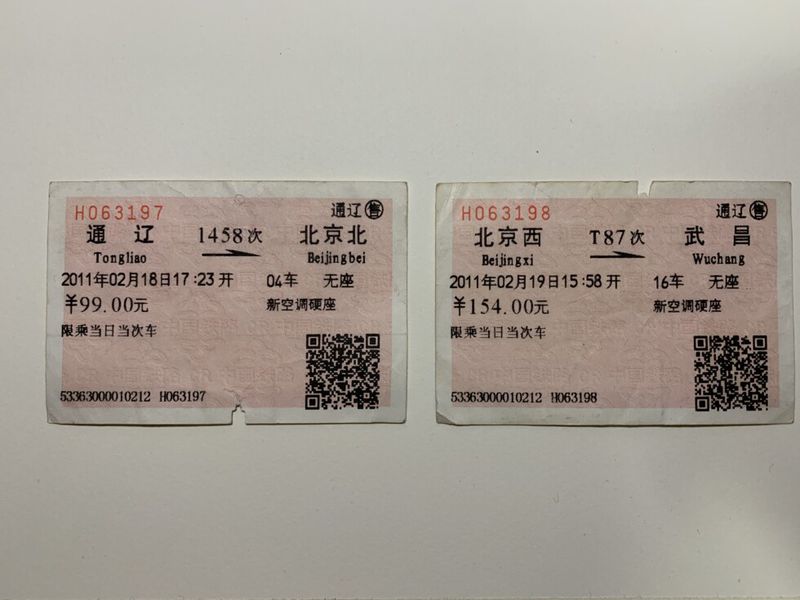 H063197 通辽售
通辽 1458次 北京北
Tongliao Beijingbei
2011年02月18日17:23开 04车 无座
￥99.00元 新空调硬座
限乘当日当次车
53363000010212 H063197
H063198 通辽售
北京西 T87次 武昌
Beijingxi Wuchang
2011年02月19日15:58开 16车 无座
￥154.00元 新空调硬座
限乘当日当次车
53363000010212 H063198